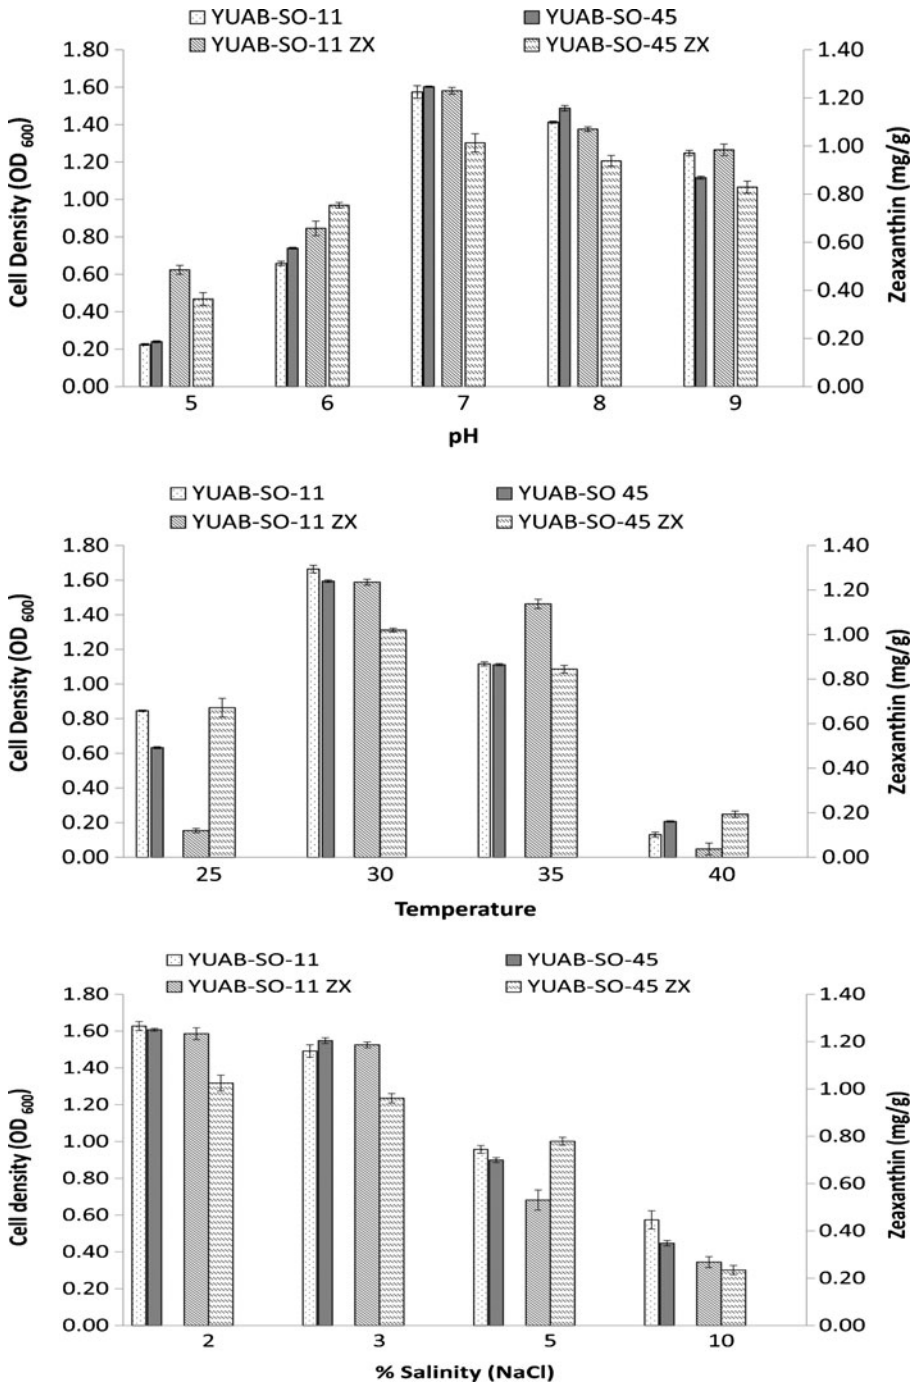 YUAB-SO-11 YUAB-SO-45
YUAB-SO-11 ZX YUAB-SO-45 ZX
1.80 1.40
1.60 1.20
1.40 1.00
1.20 0.80
1.00 0.60
0.80 0.40
0.60 0.20
0.40 0.00
0.20
0.00
Cell Density (OD 600)
Zeaxanthin (mg/g)
5 6 7 8 9
pH
YUAB-SO-11 YUAB-SO 45
YUAB-SO-11 ZX YUAB-SO-45 ZX
1.80 1.40
1.60 1.20
1.40 1.00
1.20 0.80
1.00 0.60
0.80 0.40
0.60 0.20
0.40 0.00
0.20
0.00
Cell Density (OD 600)
Zeaxanthin (mg/g)
25 30 35 40
Temperature
YUAB-SO-11 YUAB-SO-45
YUAB-SO-11 ZX YUAB-SO-45 ZX
1.80 1.40
1.60 1.20
1.40 1.00
1.20 0.80
1.00 0.60
0.80 0.40
0.60 0.20
0.40 0.00
0.20
0.00
Cell density (OD 600)
Zeaxanthin (mg/g)
2 3 5 10
% Salinity (NaCl)